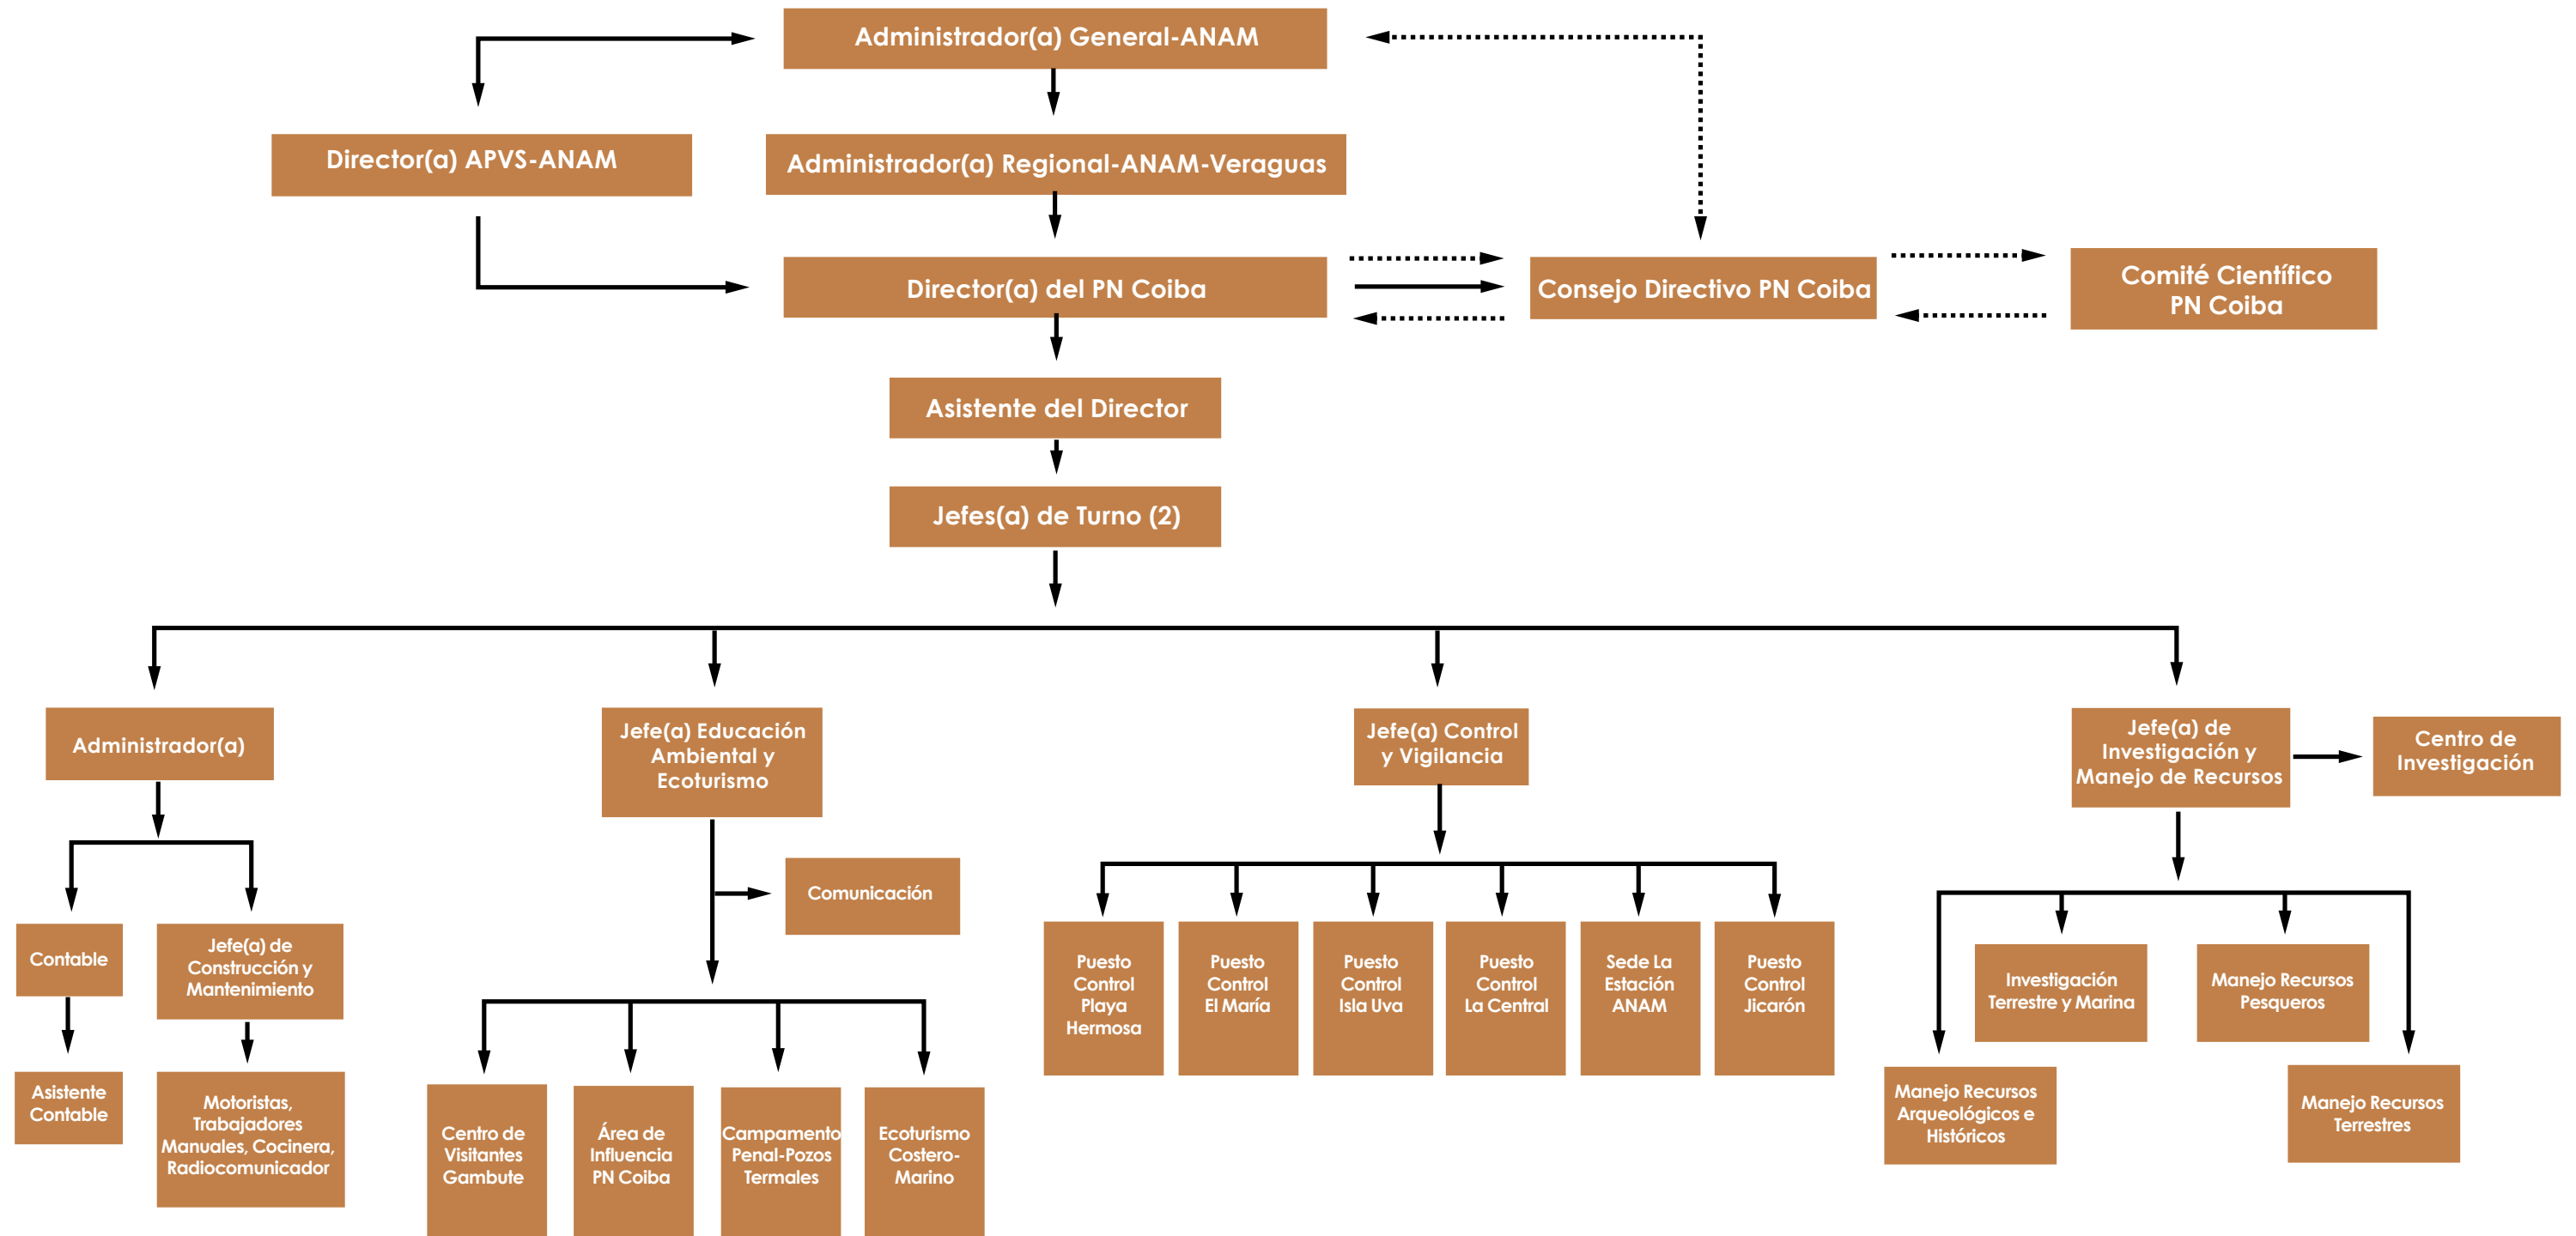 Administrador(a) General-ANAM
Director(a) APVS-ANAM
Administrador(a) Regional-ANAM-Veraguas
Director(a) del PN Coiba
Consejo Directivo PN Coiba
Comité Científico
PN Coiba
Asistente del Director
Jefes(a) de Turno (2)
Administrador(a)
Jefe(a) Educación
Ambiental y
Ecoturismo
Jefe(a) Control
y Vigilancia
Jefe(a) de
Investigación y
Manejo de Recursos
Centro de
Investigación
Comunicación
Contable
Jefe(a) de
Construcción y
Mantenimiento
Asistente
Contable
Motoristas,
Trabajadores
Manuales, Cocinera,
Radiocomunicador
Centro de
Visitantes
Gambute
Área de
Influencia
PN Coiba
Campamento
Penal-Pozos
Termales
Ecoturismo
Costero-
Marino
Puesto
Control
Playa
Hermosa
Puesto
Control
El María
Puesto
Control
Isla Uva
Puesto
Control
La Central
Sede La
Estación
ANAM
Puesto
Control
Jicarón
Investigación
Terrestre y Marina
Manejo Recursos
Pesqueros
Manejo Recursos
Arqueológicos e
Históricos
Manejo Recursos
Terrestres